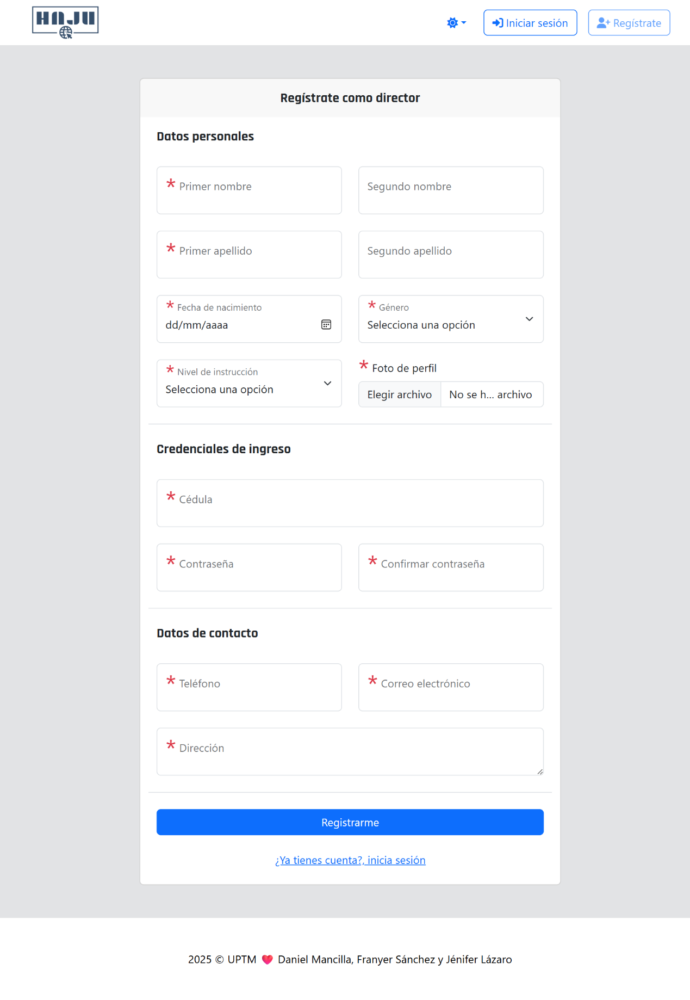 HNJU
Iniciar sesión
Regístrate
Regístrate como director
Datos personales
* Primer nombre
Segundo nombre
* Primer apellido
Segundo apellido
* Fecha de nacimiento
dd/mm/aaaa
* Género
Selecciona una opción
* Nivel de instrucción
Selecciona una opción
* Foto de perfil
Elegir archivo
No se h... archivo
Credenciales de ingreso
* Cédula
* Contraseña
* Confirmar contraseña
Datos de contacto
* Teléfono
* Correo electrónico
* Dirección
Registrarme
¿Ya tienes cuenta?, inicia sesión
2025 © UPTM ❤ Daniel Mancilla, Franyer Sánchez y Jénifer Lázaro